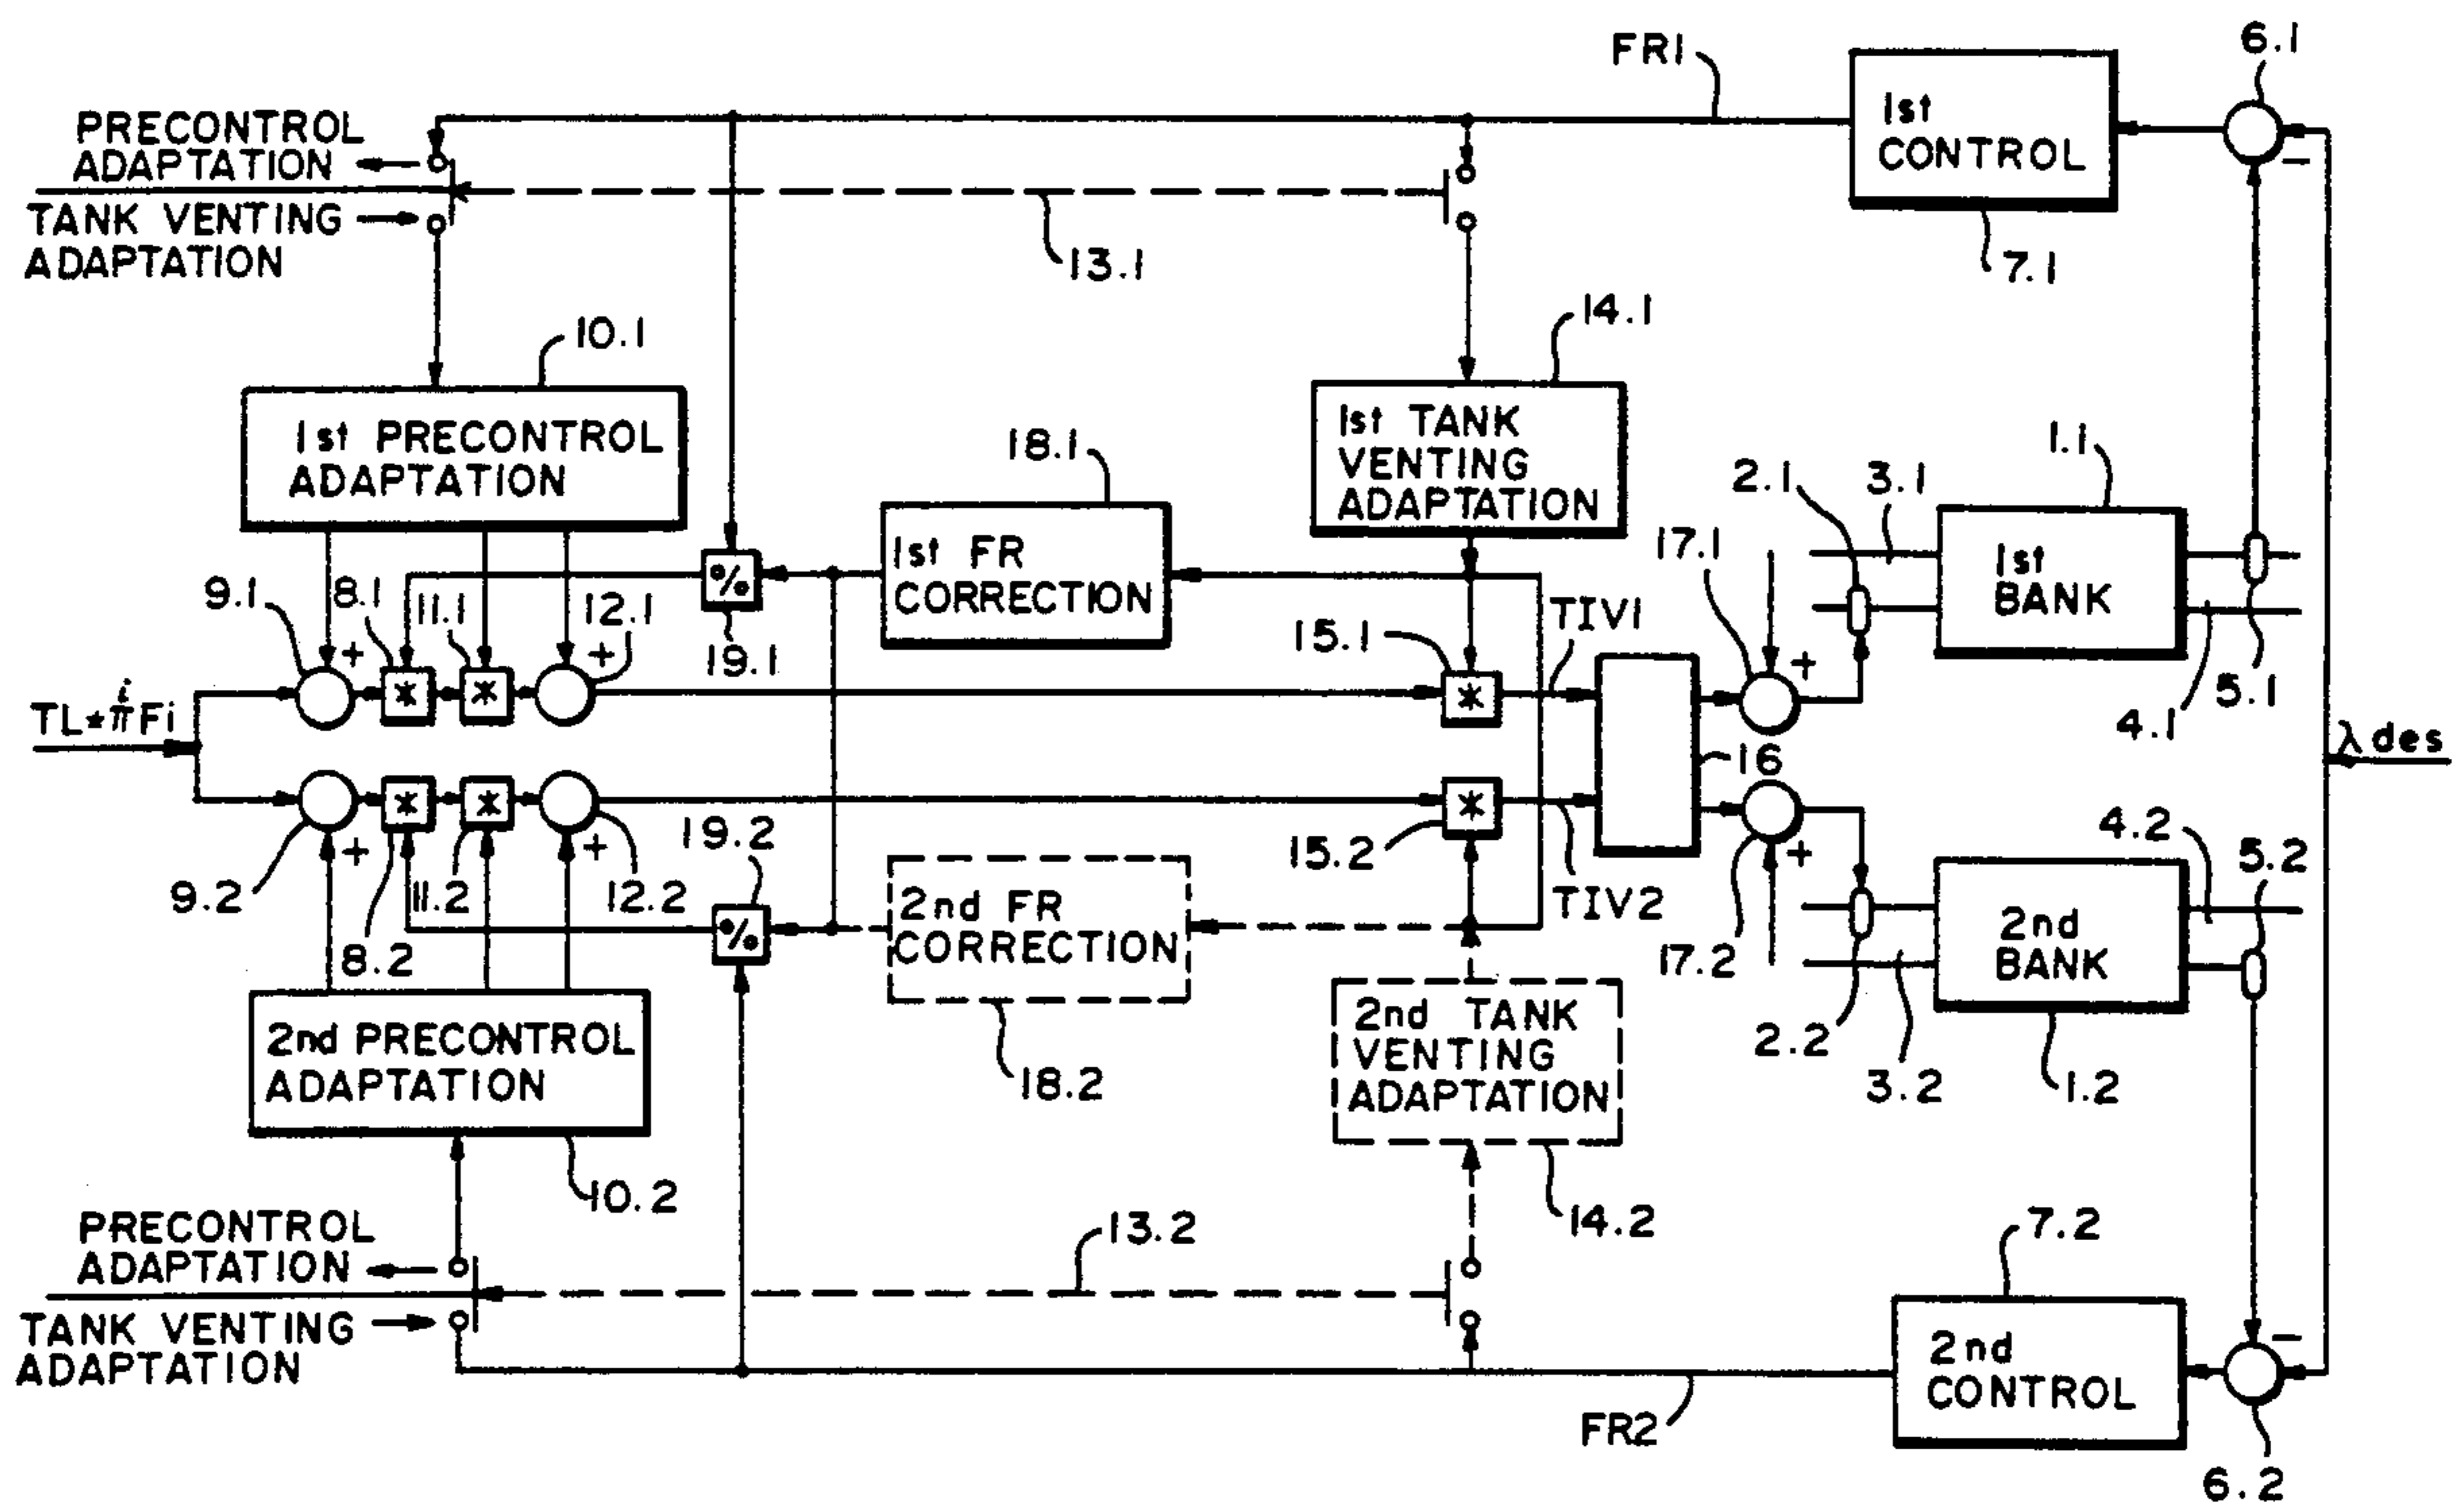 FR1
6.1
1st
CONTROL
PRECONTROL
ADAPTATION
TANK VENTING
ADAPTATION
−
13.1
7.1
10.1
14.1
1st PRECONTROL
ADAPTATION
18.1
1st TANK
VENTING
ADAPTATION
1.1
2.1
3.1
17.1
1st FR
CORRECTION
%
1st
BANK
9.1
8.1
11.1
12.1
19.1
TIV1
15.1
+
+
+
5.1
4.1
*
*
*
TL*πFi
i
16
λ des
*
*
*
19.2
15.2
4.2
5.2
+
+
+
9.2
11.2
12.2
2nd FR
CORRECTION
TIV2
2nd
BANK
%
8.2
17.2
2nd PRECONTROL
ADAPTATION
18.2
2nd TANK
VENTING
ADAPTATION
2.2
3.2
1.2
10.2
14.2
7.2
PRECONTROL
ADAPTATION
13.2
TANK VENTING
ADAPTATION
−
2nd
CONTROL
FR2
6.2